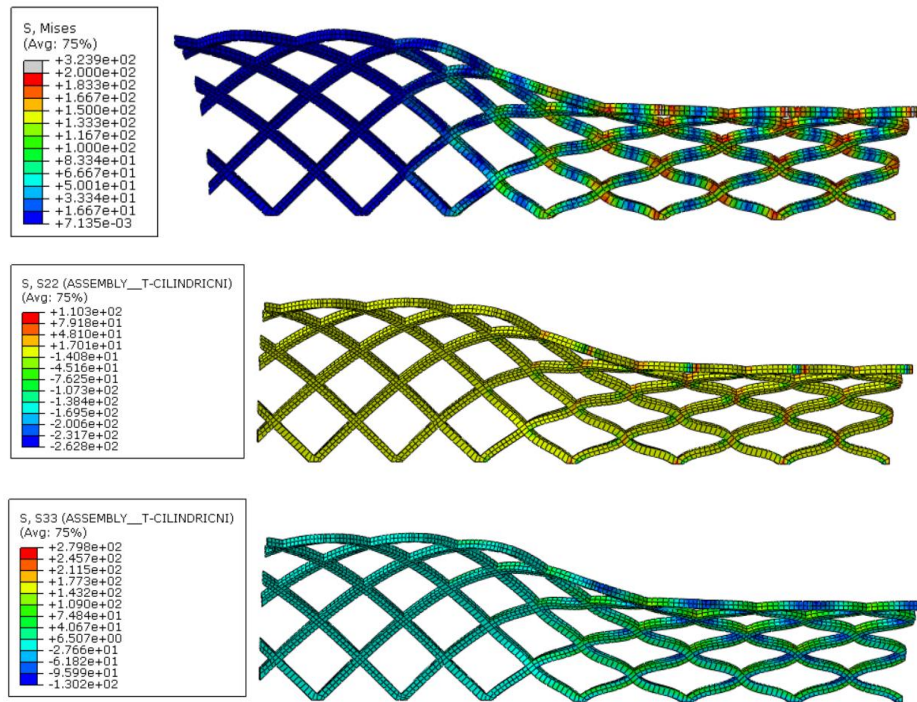 S, Mises
(Avg: 75%)
+3.239e+02
+2.000e+02
+1.833e+02
+1.667e+02
+1.500e+02
+1.333e+02
+1.167e+02
+1.000e+02
+8.334e+01
+6.667e+01
+5.001e+01
+3.334e+01
+1.667e+01
+7.135e-03
S, S22 (ASSEMBLY__T-CILINDRICNI)
(Avg: 75%)
+1.103e+02
+7.918e+01
+4.810e+01
+1.701e+01
-1.408e+01
-4.516e+01
-7.625e+01
-1.073e+02
-1.384e+02
-1.695e+02
-2.006e+02
-2.317e+02
-2.628e+02
S, S33 (ASSEMBLY__T-CILINDRICNI)
(Avg: 75%)
+2.798e+02
+2.457e+02
+2.115e+02
+1.773e+02
+1.432e+02
+1.090e+02
+7.484e+01
+4.067e+01
+6.507e+00
-2.766e+01
-6.182e+01
-9.599e+01
-1.302e+02